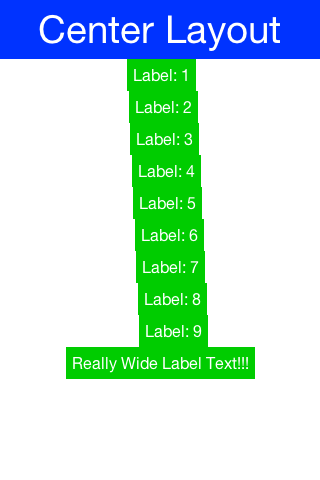 Center Layout
Label: 1
Label: 2
Label: 3
Label: 4
Label: 5
Label: 6
Label: 7
Label: 8
Label: 9
Really Wide Label Text!!!